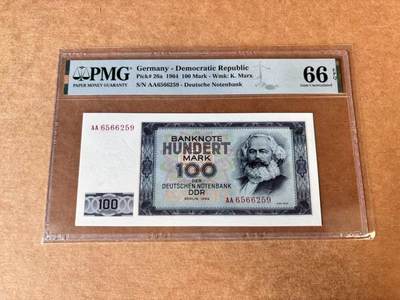 PMG
PAPER MONEY GUARANTY
Germany - Democratic Republic
Pick# 26a 1964 100 Mark - Wmk: K. Marx
S/N AA6566259 - Deutsche Notenbank
66 EPQ
Gem Uncirculated
AA 6566259
BANKNOTE
HUNDERT
MARK
100
DER
DEUTSCHEN NOTENBANK
DDR
BERLIN 1964
100
AA 6566259